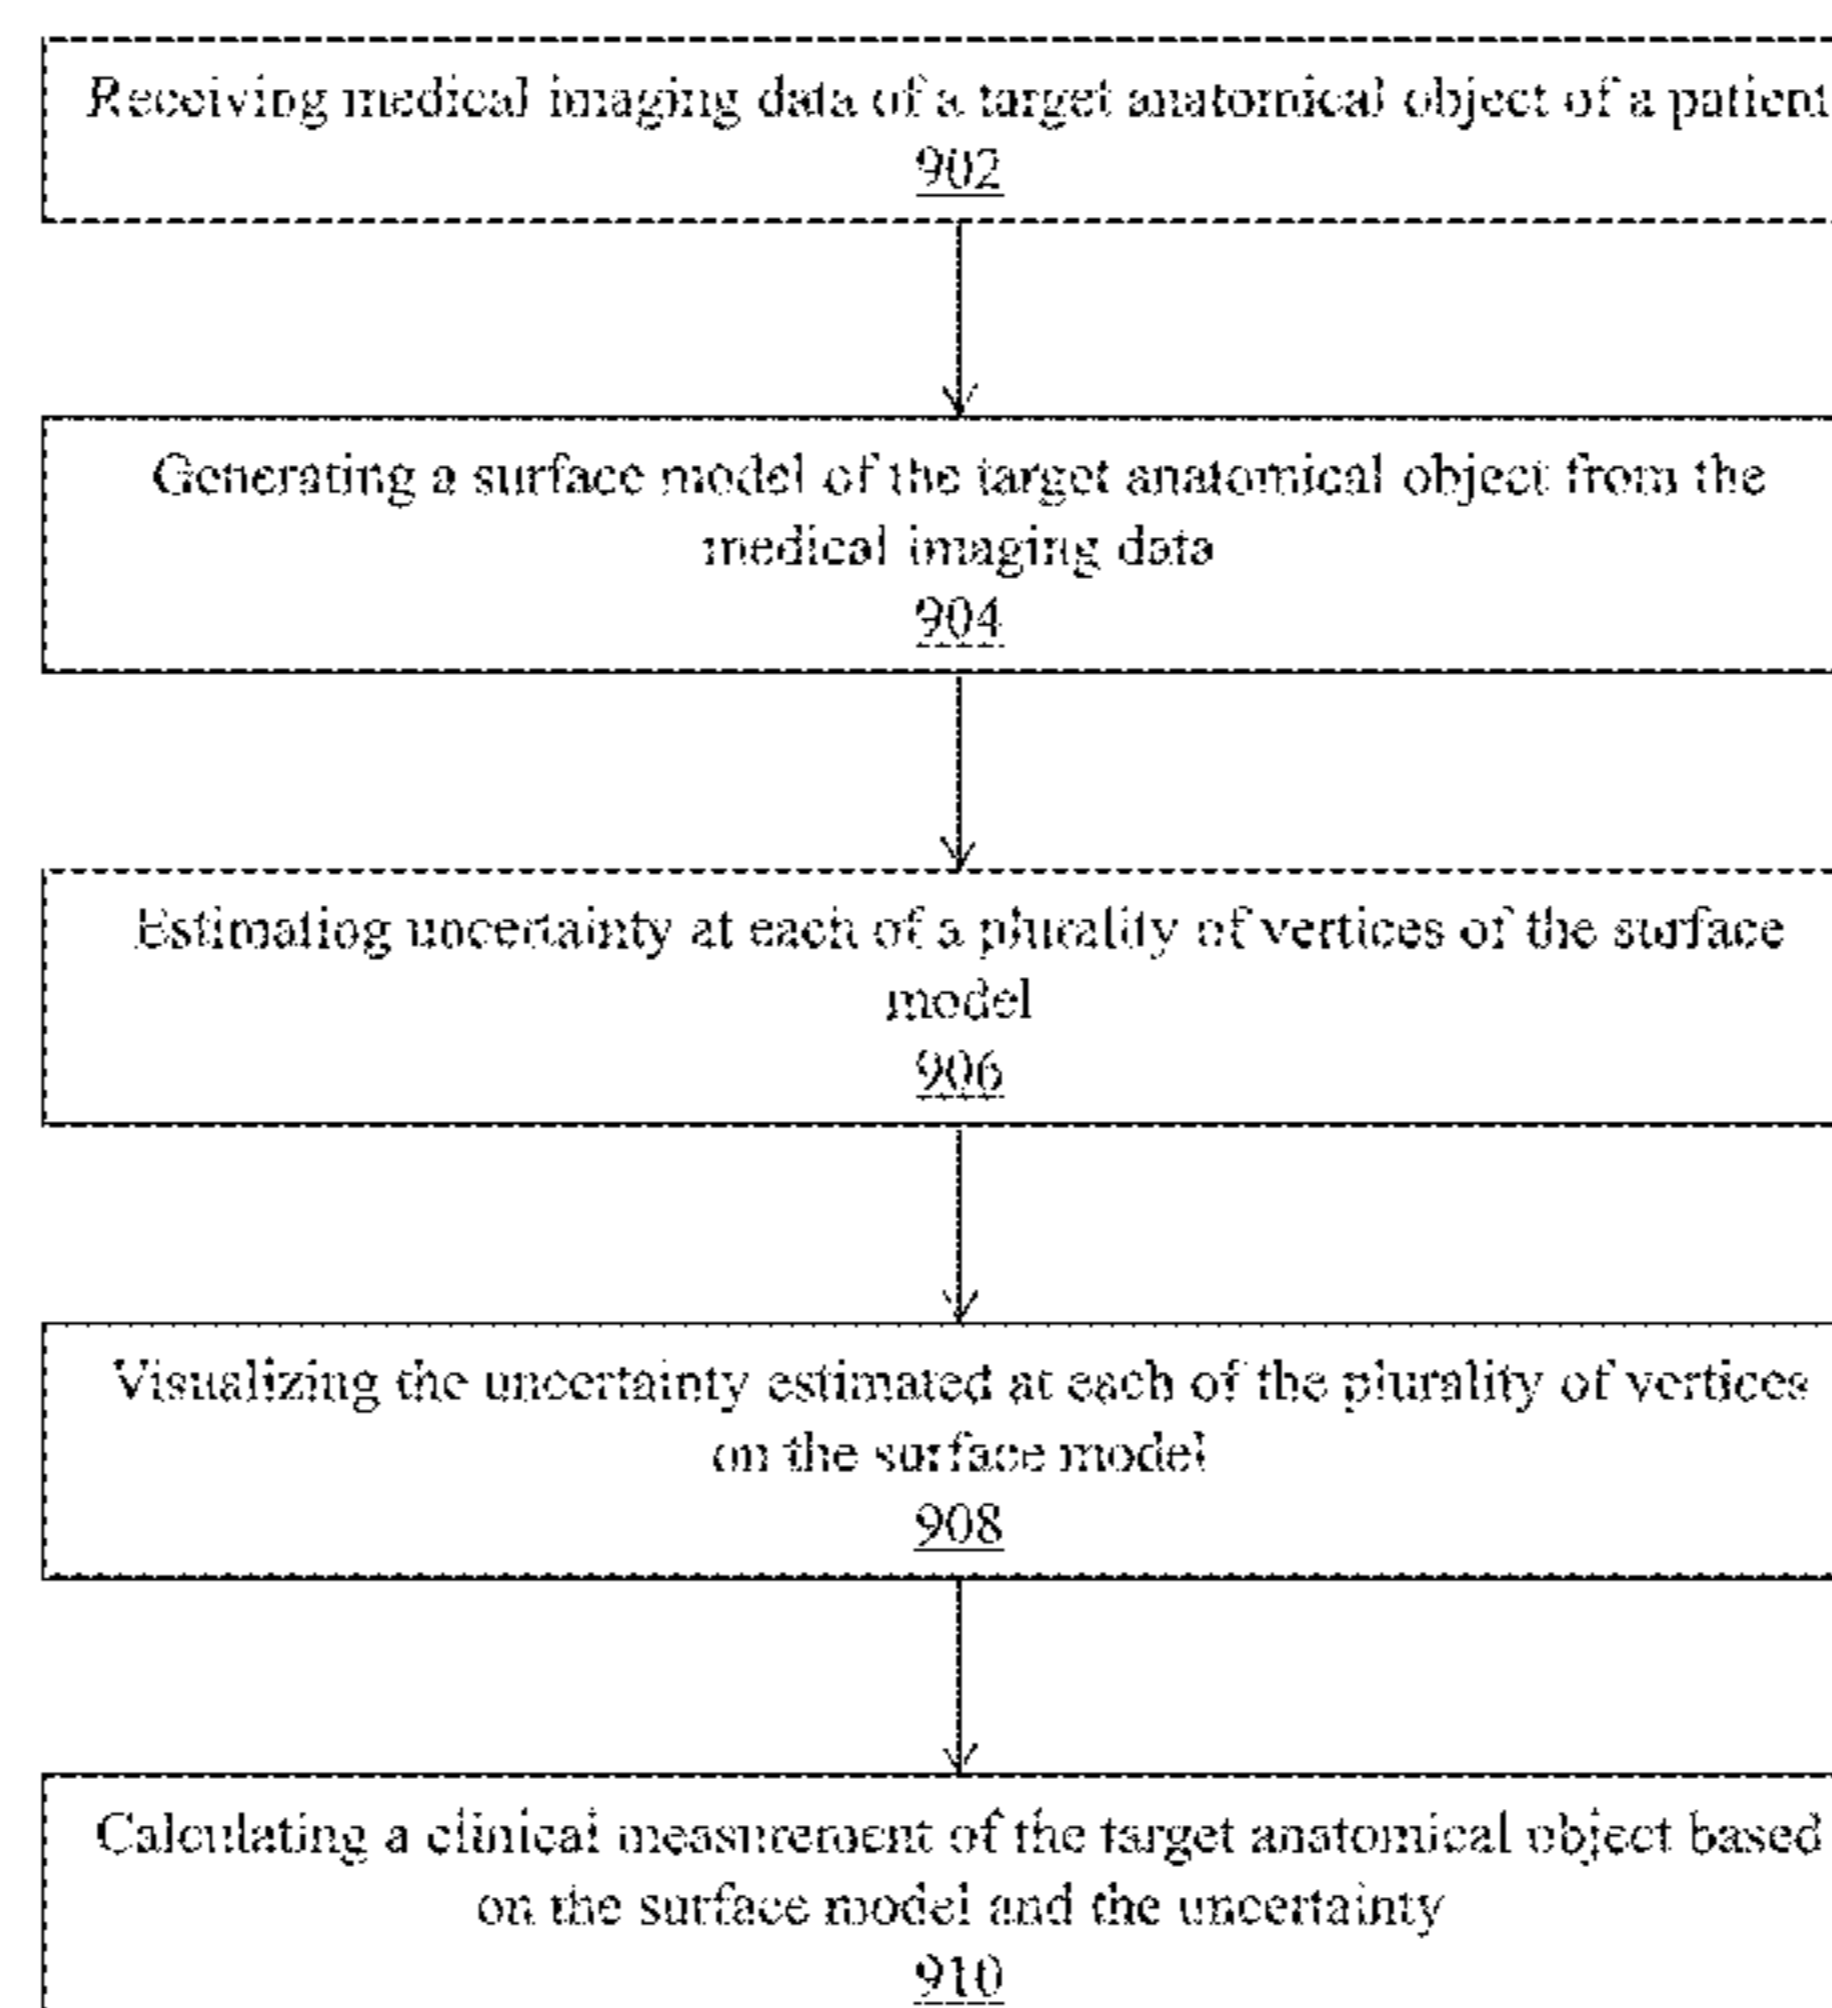 Receiving medical imaging data of a target anatomical object of a patient
902
Generating a surface model of the target anatomical object from the
medical imaging data
904
Estimating uncertainty at each of a plurality of vertices of the surface
model
906
Visualizing the uncertainty estimated at each of the plurality of vertices
on the surface model
908
Calculating a clinical measurement of the target anatomical object based
on the surface model and the uncertainty
910